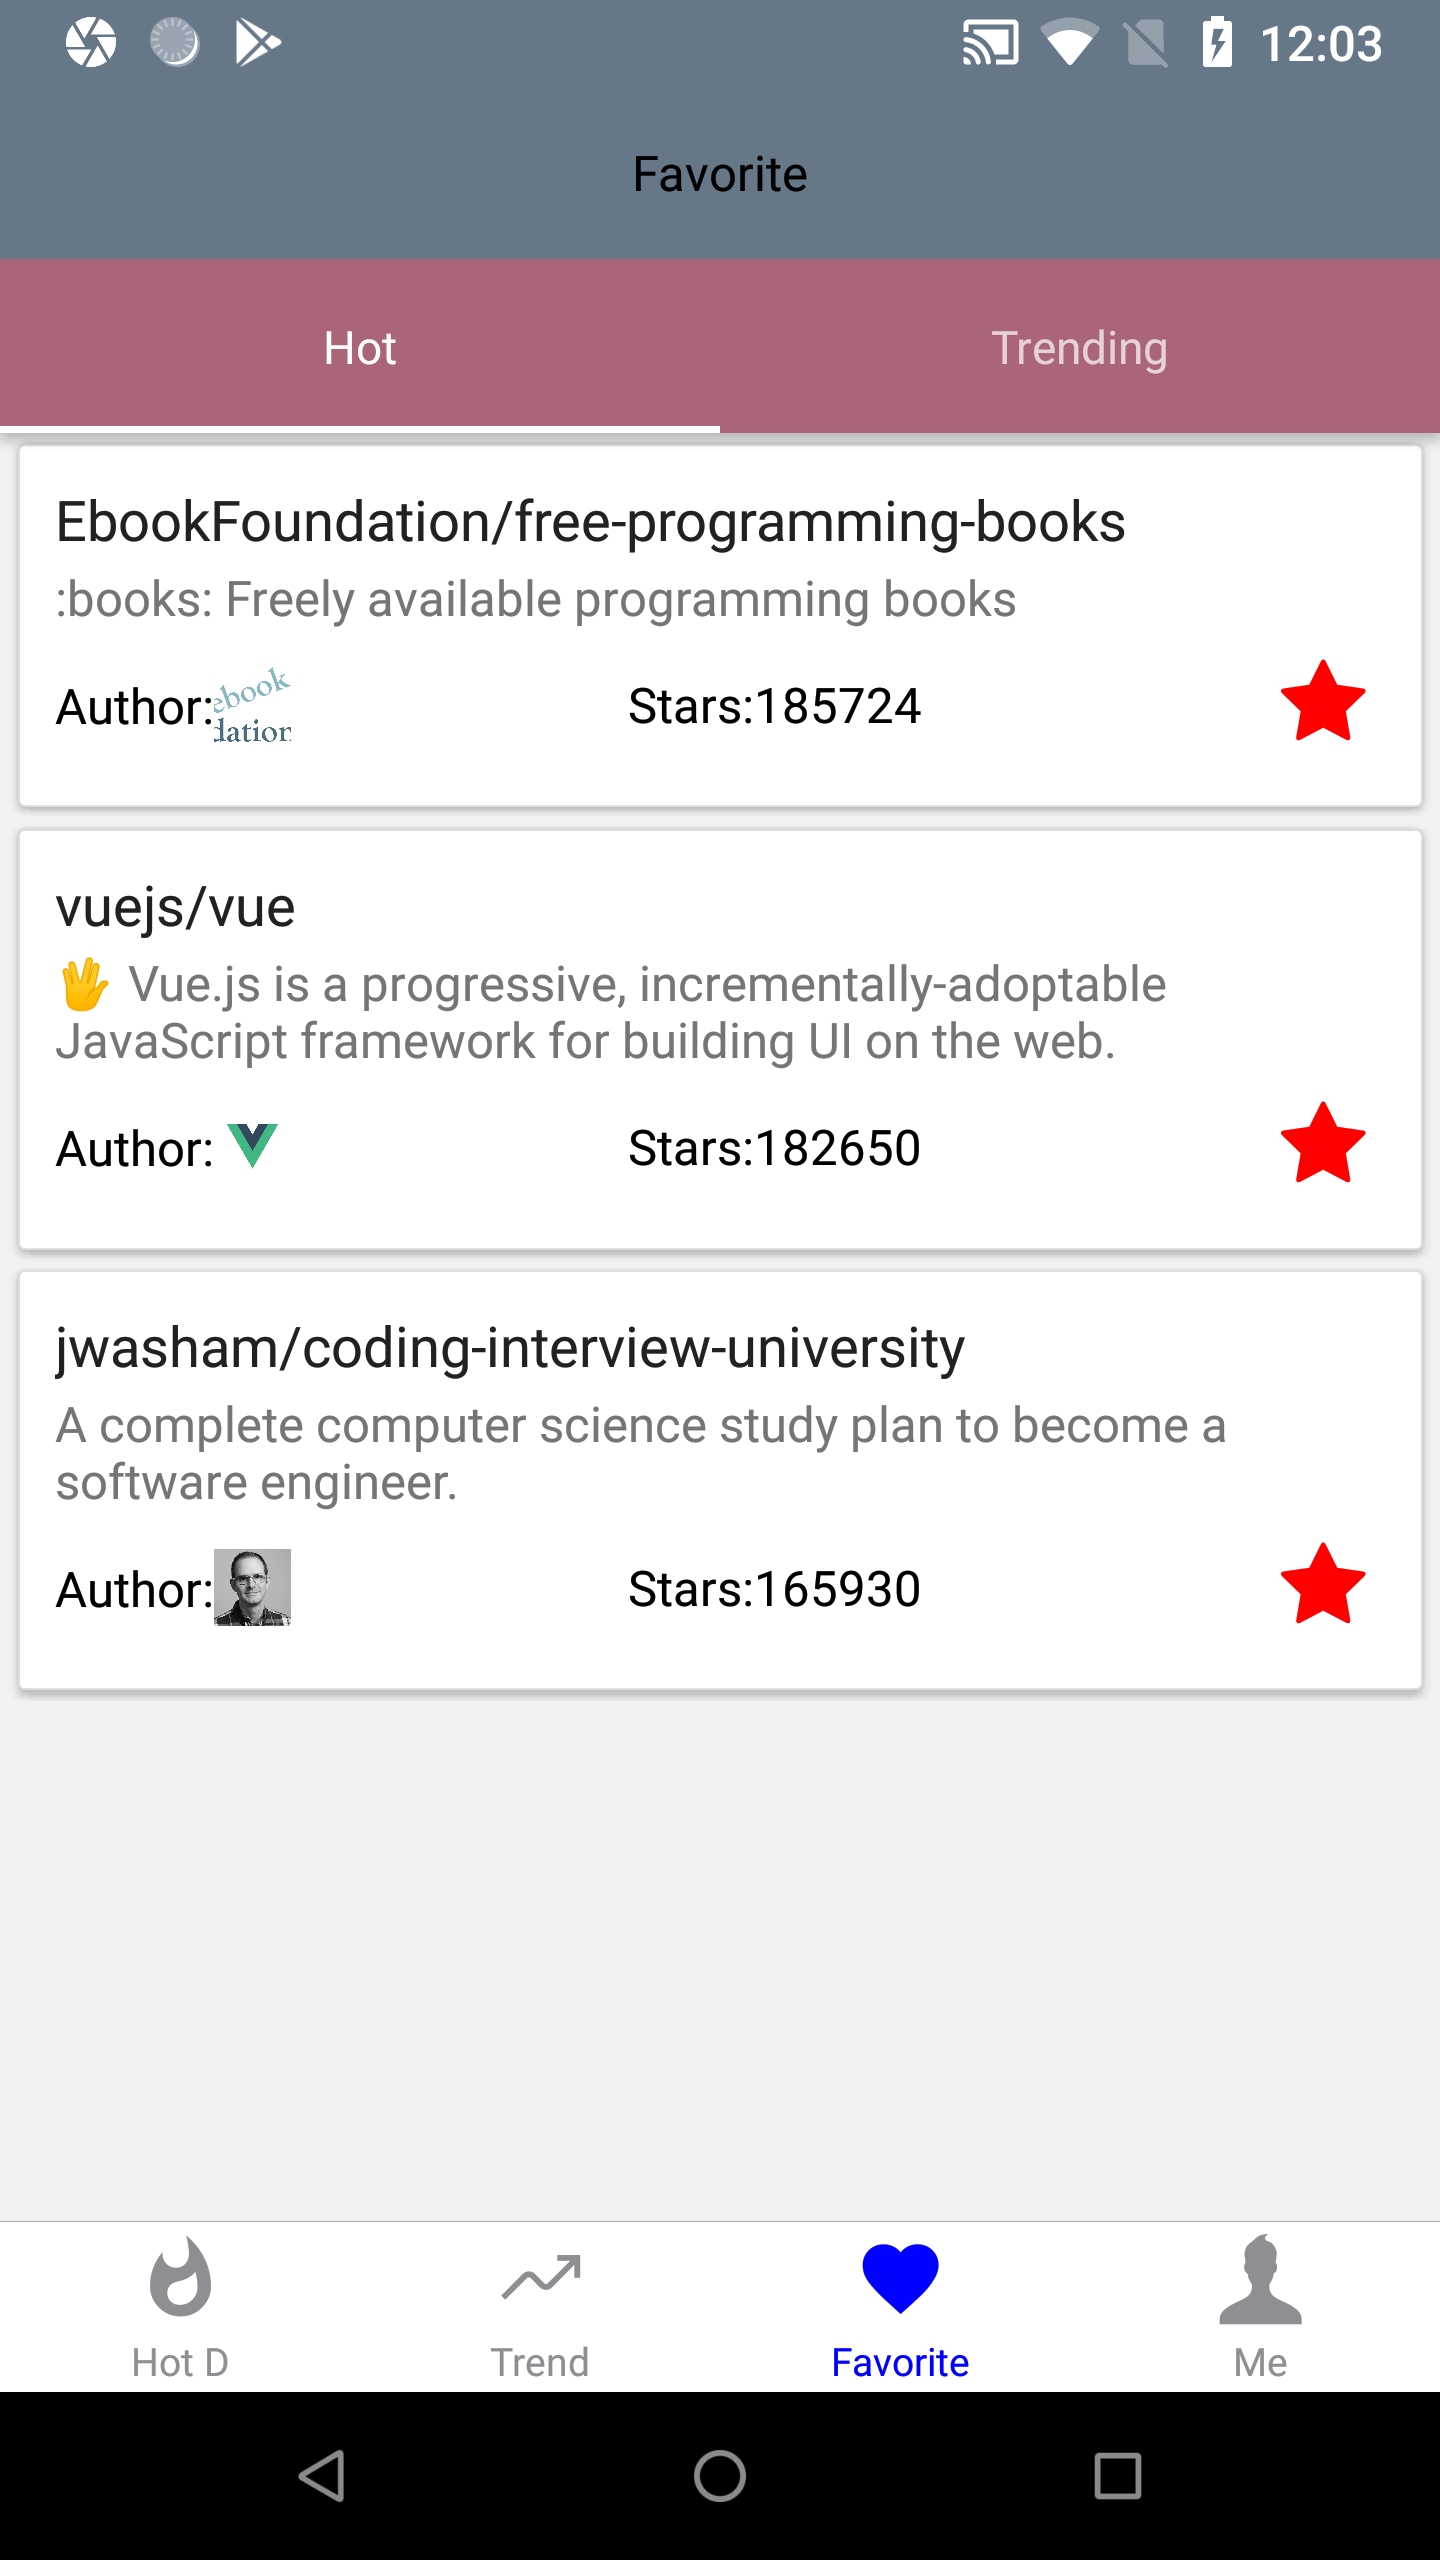 12:03
Favorite
Hot
Trending
EbookFoundation/free-programming-books
:books: Freely available programming books
Author:
ebook
dation
Stars:185724
vuejs/vue
🖖 Vue.js is a progressive, incrementally-adoptable
JavaScript framework for building UI on the web.
Author:
Stars:182650
jwasham/coding-interview-university
A complete computer science study plan to become a
software engineer.
Author:
Stars:165930
Hot D
Trend
Favorite
Me